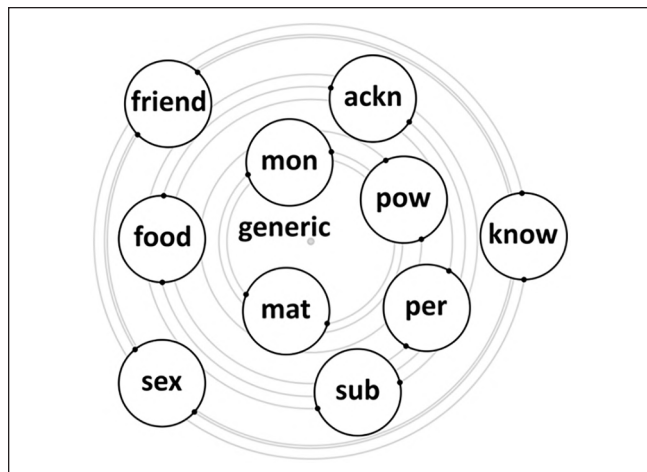 friend
ackn
mon
pow
generic
food
know
mat
per
sex
sub